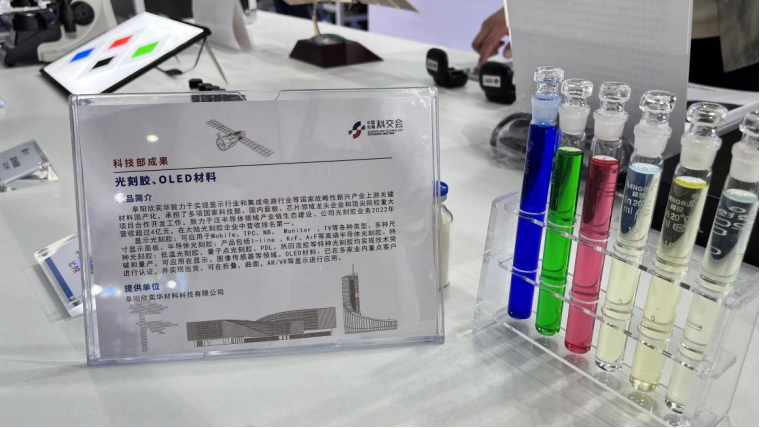 科交会
科技部成果
光刻胶、OLED材料
产品简介
阜阳欣奕华致力于实现显示行业和集成电路行业等国家战略性新兴产业上游关键
材料国产化，承担了多项国家科技部、国内面板、芯片领域龙头企业和顶尖院校重大
项目合作开发工作，致力于泛半导体领域产业链生态建设，公司光刻胶业务2022年
营收超过4亿元，在大陆光刻胶企业中营收排名第一。
显示光刻胶：可应用于Mobile、TPC、NB、 Monitor 、TV等各种类型、多种尺
寸显示面板，半导体光刻胶，产品包括I-line 、KrF、ArF等高端半导体光刻胶，特
种光刻胶：低温光刻胶、量子点光刻胶、PDL、热回流胶等特种光刻胶均实现技术突
破和量产，可应用在显示、图像传感器等领域。OLED材料：已在多家业内重点客户
进行认证，并实现出货，可在折叠、曲面、AR/VR等显示进行应用。
提供单位
阜阳欣奕华材料科技有限公司